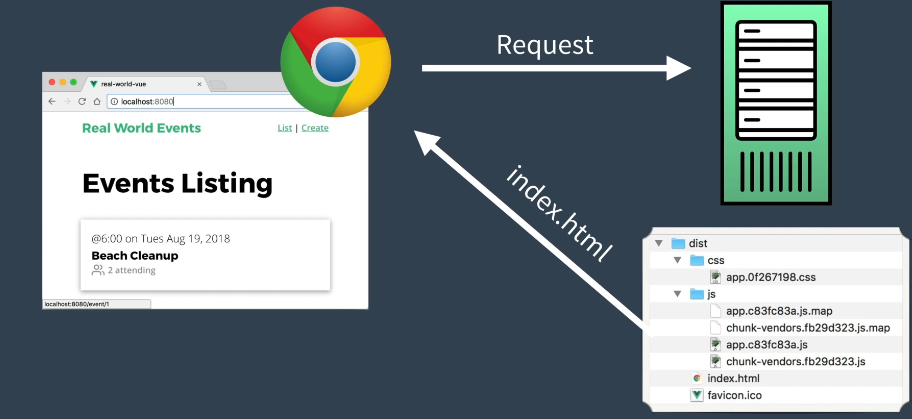 Request
real-world-vue
localhost:8080
Real World Events
List | Create
Events Listing
@6:00 on Tues Aug 19, 2018
Beach Cleanup
2 attending
localhost:8080/event/1
index.html
dist
css
app.0f267198.css
js
app.c83fc83a.js.map
chunk-vendors.fb29d323.js.map
app.c83fc83a.js
chunk-vendors.fb29d323.js
index.html
favicon.ico